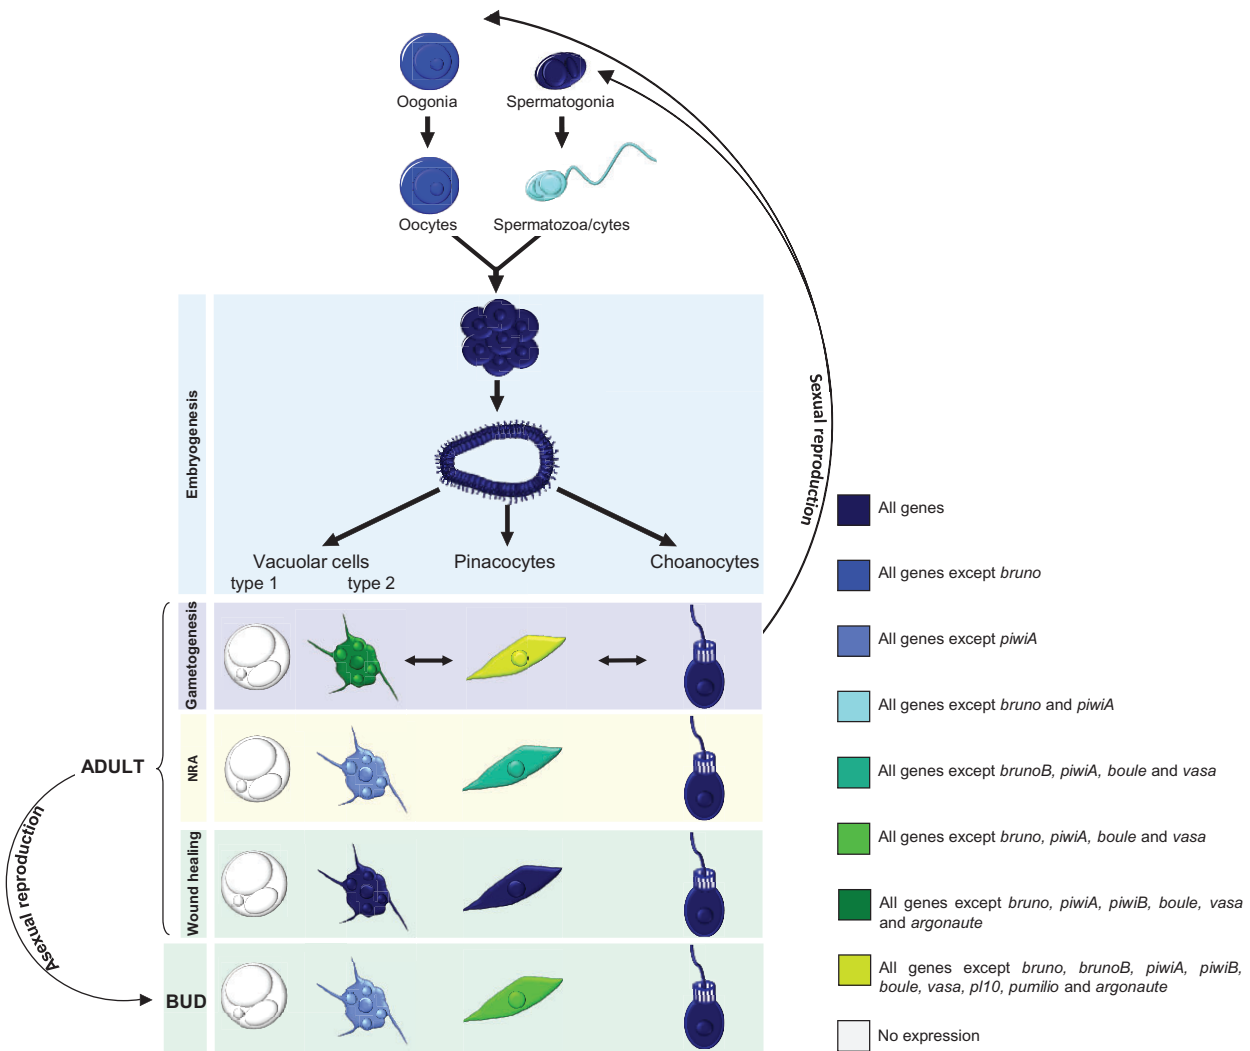 Oogonia
Spermatogonia
Oocytes
Spermatozoa/cytes
Embryogenesis
Vacuolar cells
type 1
type 2
Pinacocytes
Choanocytes
Sexual reproduction
Gametogenesis
NRA
Wound healing
ADULT
Asexual reproduction
BUD
All genes
All genes except bruno
All genes except piwiA
All genes except bruno and piwiA
All genes except brunoB, piwiA, boule and vasa
All genes except bruno, piwiA, boule and vasa
All genes except bruno, piwiA, piwiB, boule, vasa
and argonaute
All genes except bruno, brunoB, piwiA, piwiB,
boule, vasa, pl10, pumilio and argonaute
No expression